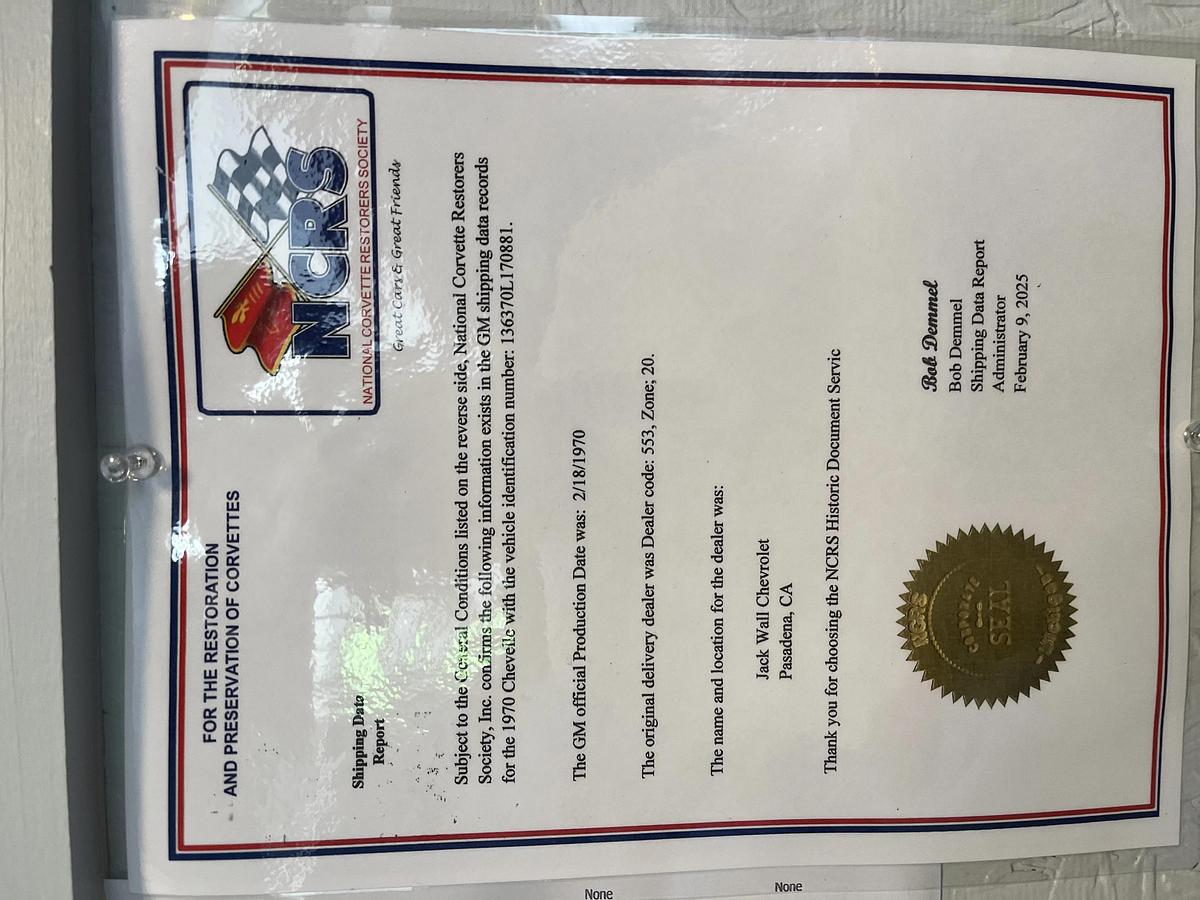 FOR THE RESTORATION
AND PRESERVATION OF CORVETTES
NCRS
NATIONAL CORVETTE RESTORERS SOCIETY
Great Cars & Great Friends
Shipping Data
Report
Subject to the General Conditions listed on the reverse side, National Corvette Restorers
Society, Inc. confirms the following information exists in the GM shipping data records
for the 1970 Chevelle with the vehicle identification number: 136370L170881.
The GM official Production Date was: 2/18/1970
The original delivery dealer was Dealer code: 553, Zone; 20.
The name and location for the dealer was:
Jack Wall Chevrolet
Pasadena, CA
Thank you for choosing the NCRS Historic Document Servic
Bob Demmel
Bob Demmel
Shipping Data Report
Administrator
February 9, 2025
NCRS
SEAL
None
None